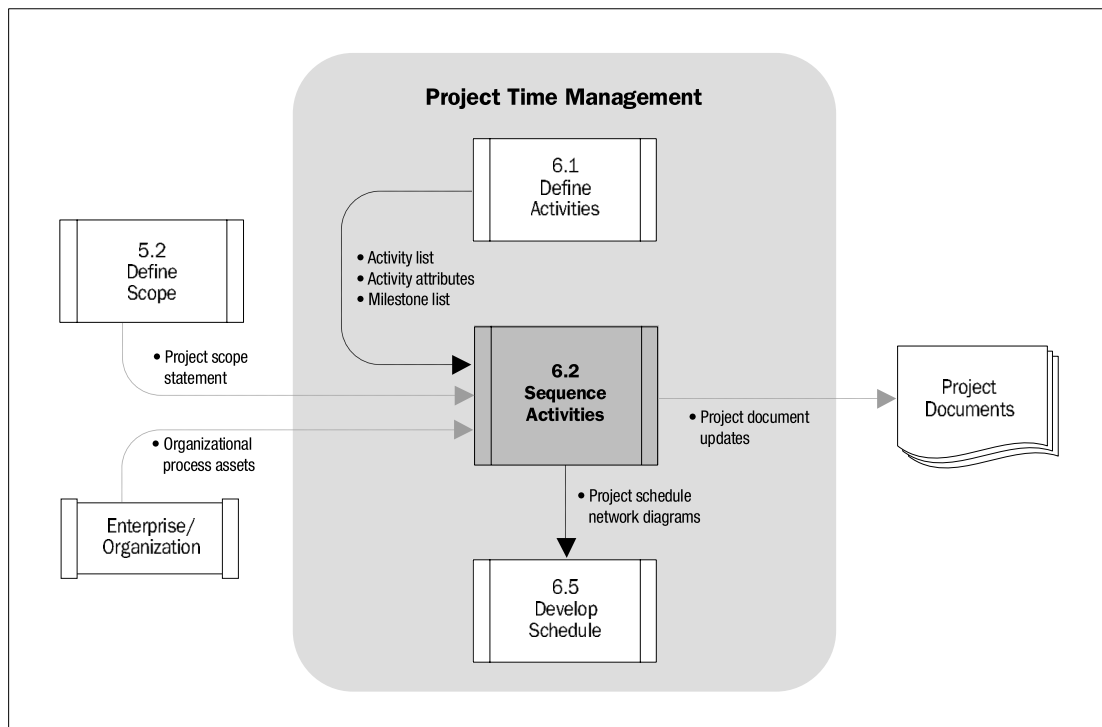 Project Time Management
6.1
Define
Activities
5.2
Define
Scope
• Activity list
• Activity attributes
• Milestone list
• Project scope
statement
6.2
Sequence
Activities
Project
Documents
• Project document
updates
• Organizational
process assets
Enterprise/
Organization
• Project schedule
network diagrams
6.5
Develop
Schedule